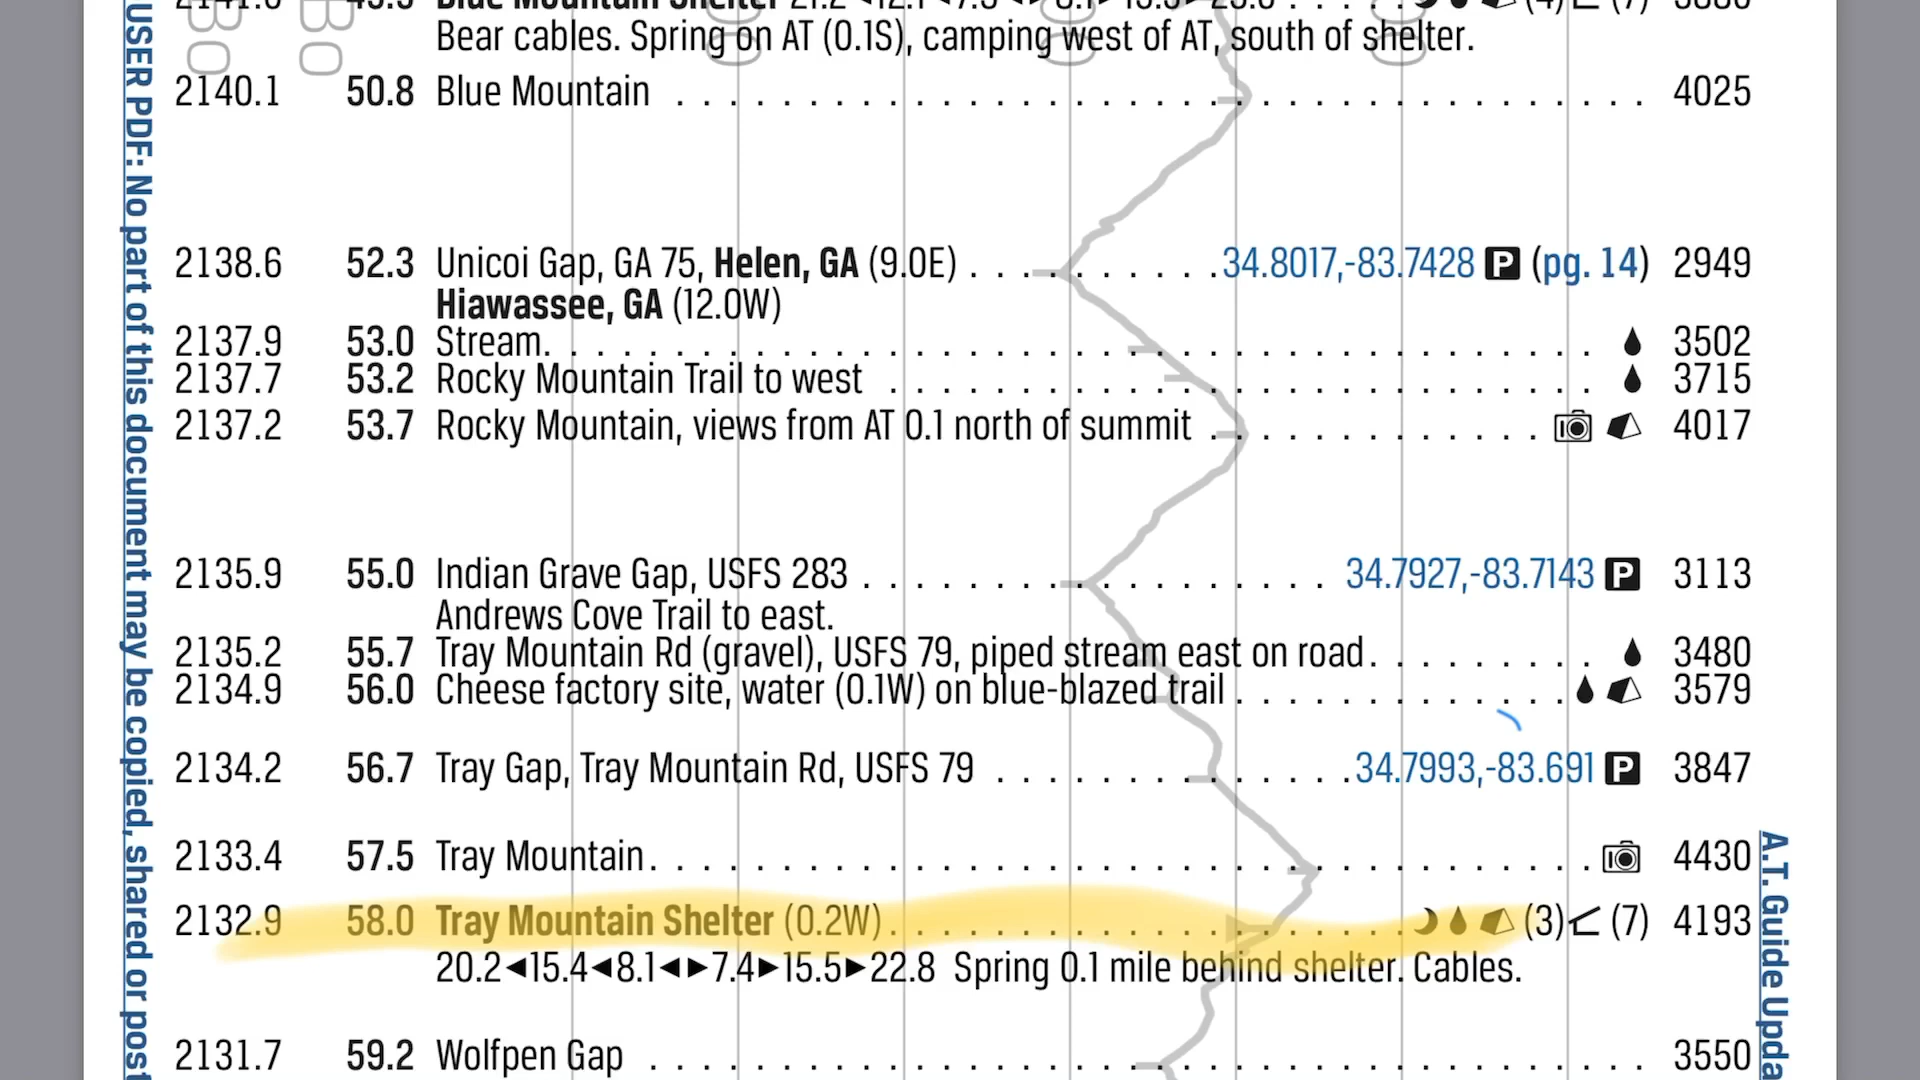 Bear cables. Spring on AT (0.1S), camping west of AT, south of shelter.
2140.1 50.8 Blue Mountain . . . . . . . . . . . . . . . . . . . . . . . . . . . . . . . . . . . . . 4025
2138.6 52.3 Unicoi Gap, GA 75, Helen, GA (9.0E) . . . . . . . . . . 34.8017,-83.7428 P (pg. 14) 2949
Hiawassee, GA (12.0W)
2137.9 53.0 Stream. . . . . . . . . . . . . . . . . . . . . . . . . . . . . . . . . . . . . . . . 3502
2137.7 53.2 Rocky Mountain Trail to west . . . . . . . . . . . . . . . . . . . . . . . . . . . 3715
2137.2 53.7 Rocky Mountain, views from AT 0.1 north of summit . . . . . . . . . . . . . 4017
2135.9 55.0 Indian Grave Gap, USFS 283 . . . . . . . . . . . . . . . . . . 34.7927,-83.7143 P 3113
Andrews Cove Trail to east.
2135.2 55.7 Tray Mountain Rd (gravel), USFS 79, piped stream east on road. . . . . . . . . 3480
2134.9 56.0 Cheese factory site, water (0.1W) on blue-blazed trail . . . . . . . . . . . . . 3579
2134.2 56.7 Tray Gap, Tray Mountain Rd, USFS 79 . . . . . . . . . . . . . . 34.7993,-83.691 P 3847
2133.4 57.5 Tray Mountain. . . . . . . . . . . . . . . . . . . . . . . . . . . . . . . . . . . . 4430
2132.9 58.0 Tray Mountain Shelter (0.2W). . . . . . . . . . . . . . . . . . . . (3) (7) 4193
20.2◄15.4◄8.1◄►7.4►15.5►22.8 Spring 0.1 mile behind shelter. Cables.
2131.7 59.2 Wolfpen Gap . . . . . . . . . . . . . . . . . . . . . . . . . . . . . . . . . . . . . . 3550
USER PDF: No part of this document may be copied, shared or post
A.T. Guide Upda